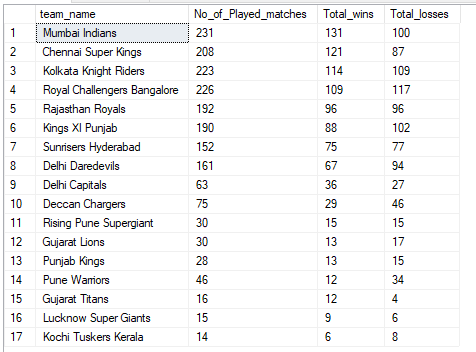 team_name No_of_Played_matches Total_wins Total_losses
1 Mumbai Indians 231 131 100
2 Chennai Super Kings 208 121 87
3 Kolkata Knight Riders 223 114 109
4 Royal Challengers Bangalore 226 109 117
5 Rajasthan Royals 192 96 96
6 Kings XI Punjab 190 88 102
7 Sunrisers Hyderabad 152 75 77
8 Delhi Daredevils 161 67 94
9 Delhi Capitals 63 36 27
10 Deccan Chargers 75 29 46
11 Rising Pune Supergiant 30 15 15
12 Gujarat Lions 30 13 17
13 Punjab Kings 28 13 15
14 Pune Warriors 46 12 34
15 Gujarat Titans 16 12 4
16 Lucknow Super Giants 15 9 6
17 Kochi Tuskers Kerala 14 6 8